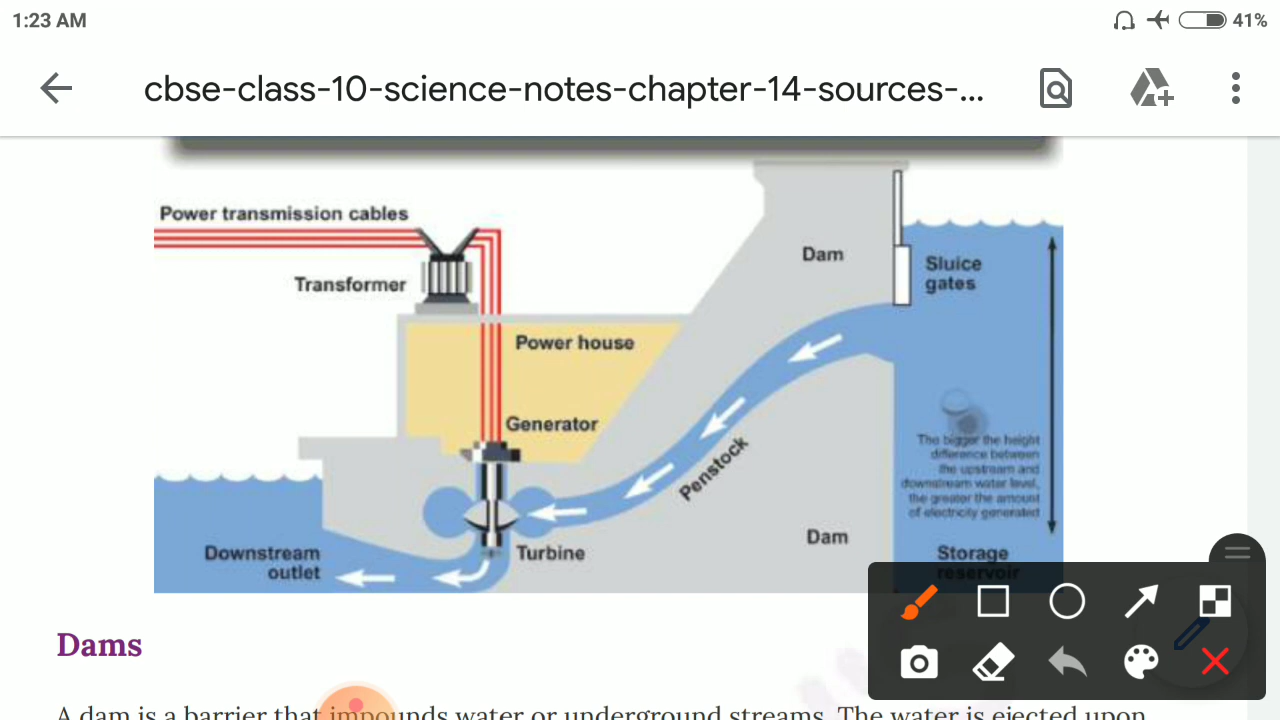 1:23 AM
41%
cbse-class-10-science-notes-chapter-14-sources-...
Power transmission cables
Transformer
Dam
Sluice
gates
Power house
Generator
Penstock
The bigger the height
difference between
the upstream and
downstream water level,
the greater the amount
of electricity generated
Dam
Downstream
outlet
Turbine
Storage
reservoir
Dams
A dam is a barrier that impounds water or underground streams. The water is ejected upon